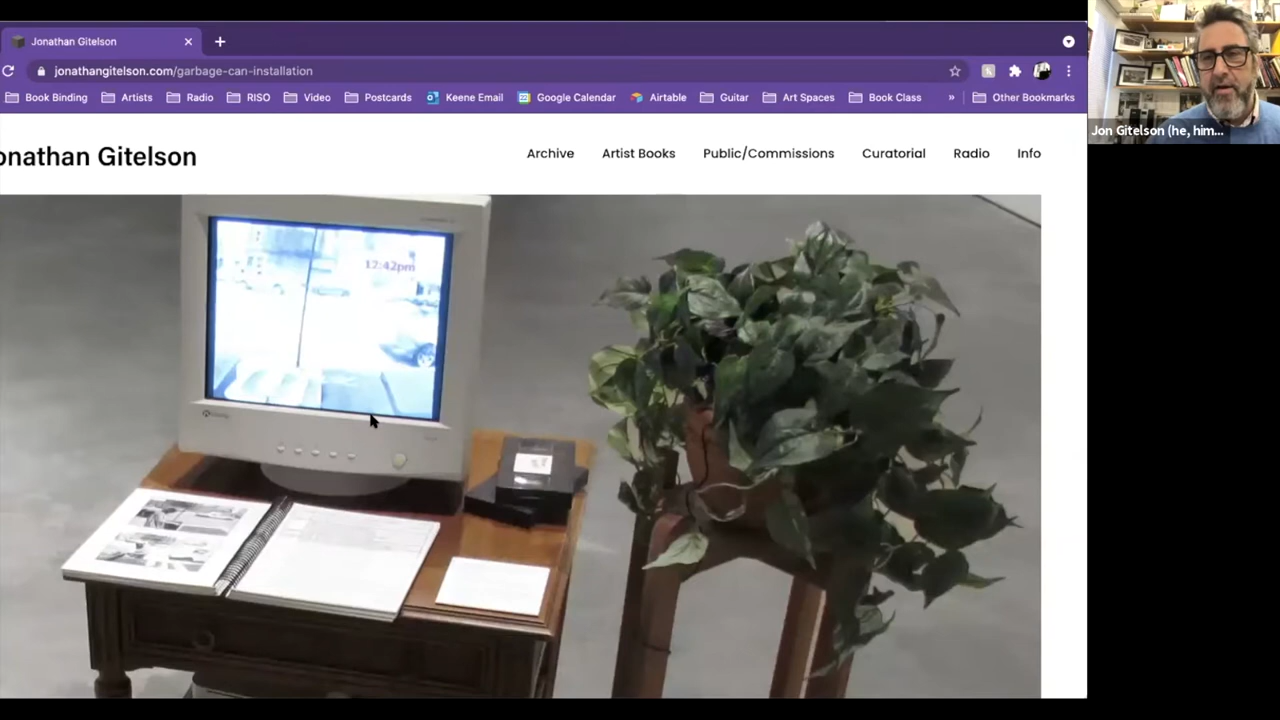 Jonathan Gitelson
jonathangitelson.com/garbage-can-installation
Book Binding Artists Radio RISO Video Postcards Keene Email Google Calendar Airtable Guitar Art Spaces Book Class » Other Bookmarks
onathan Gitelson
Archive Artist Books Public/Commissions Curatorial Radio Info
12:42pm
Jon Gitelson (he, him...